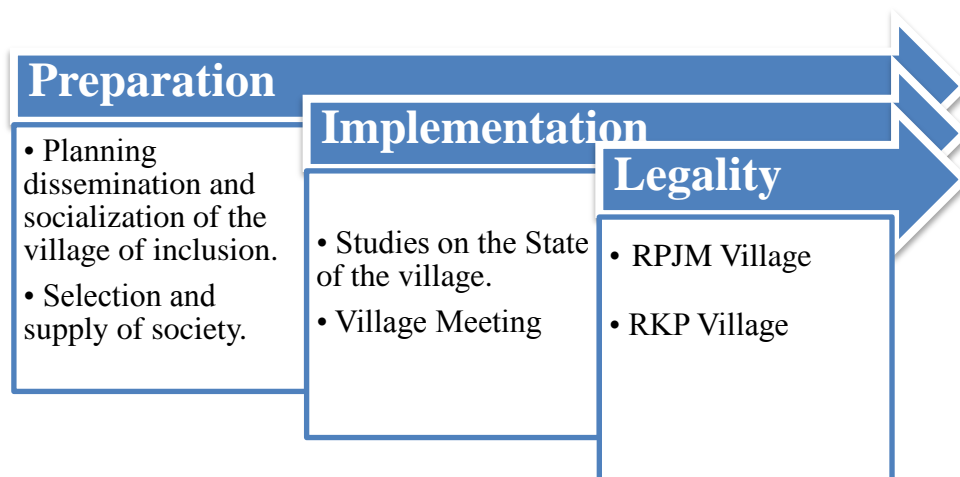 Preparation
• Planning
dissemination and
socialization of the
village of inclusion.
• Selection and
supply of society.
Implementation
• Studies on the State
of the village.
• Village Meeting
Legality
• RPJM Village
• RKP Village